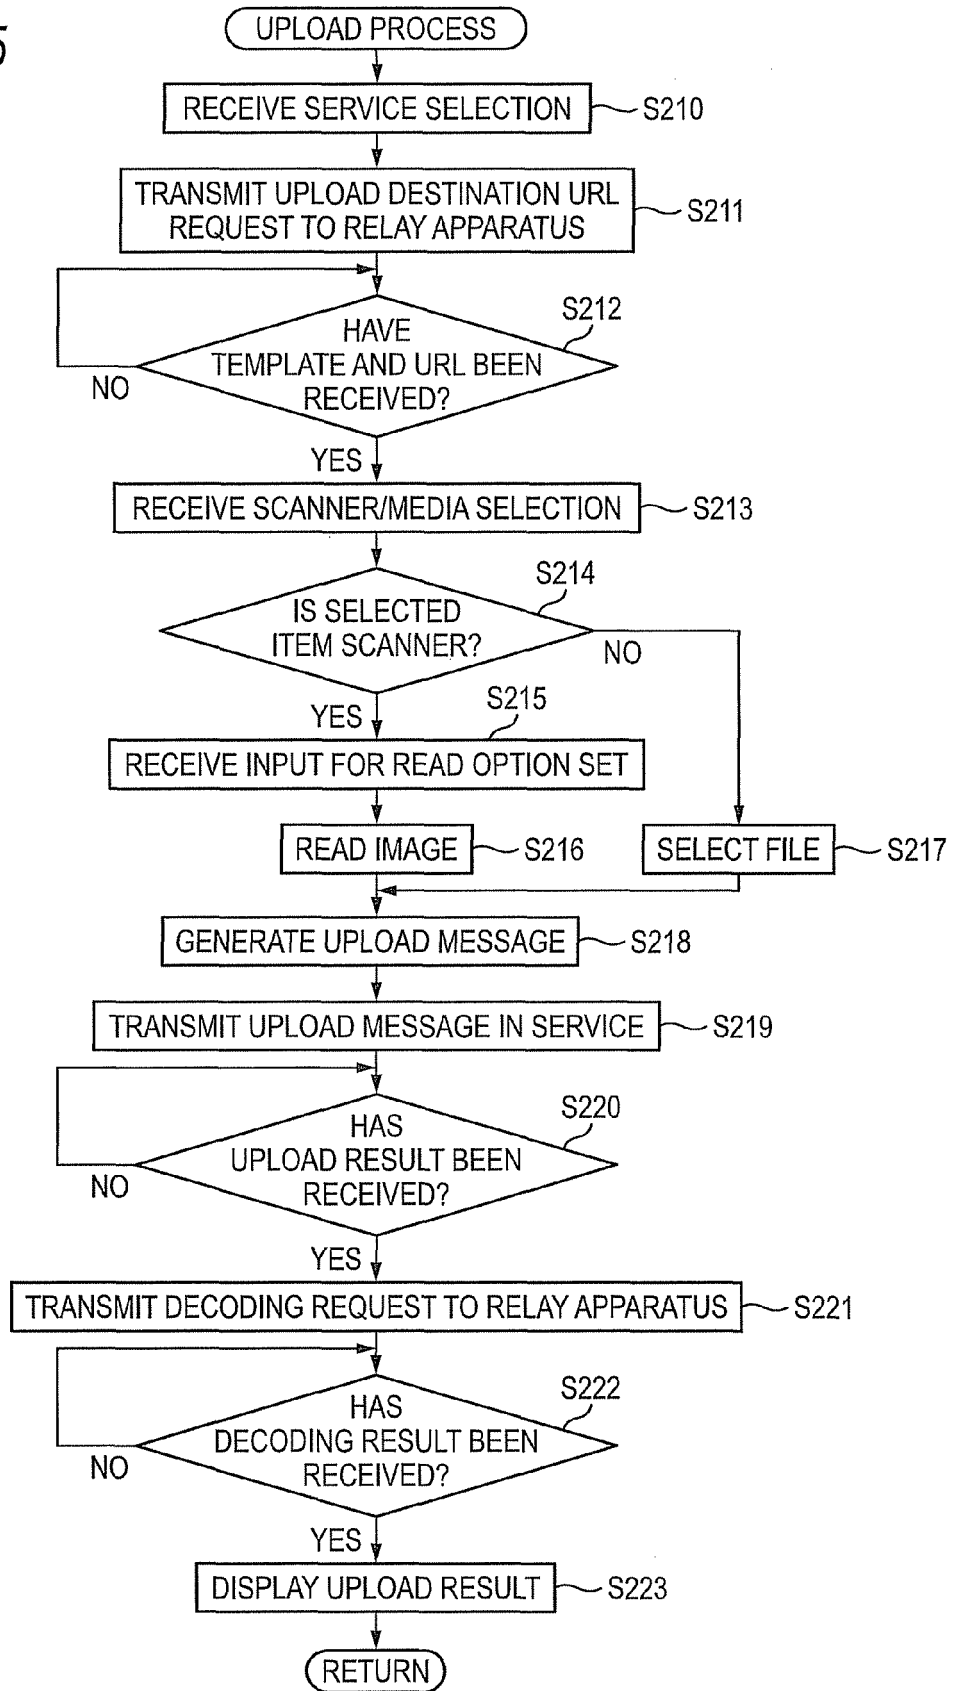 5
UPLOAD PROCESS
RECEIVE SERVICE SELECTION
S210
TRANSMIT UPLOAD DESTINATION URL
REQUEST TO RELAY APPARATUS
S211
S212
HAVE
TEMPLATE AND URL BEEN
RECEIVED?
NO
YES
RECEIVE SCANNER/MEDIA SELECTION
S213
S214
IS SELECTED
ITEM SCANNER?
NO
YES
S215
RECEIVE INPUT FOR READ OPTION SET
READ IMAGE
S216
SELECT FILE
S217
GENERATE UPLOAD MESSAGE
S218
TRANSMIT UPLOAD MESSAGE IN SERVICE
S219
S220
HAS
UPLOAD RESULT BEEN
RECEIVED?
NO
YES
TRANSMIT DECODING REQUEST TO RELAY APPARATUS
S221
S222
HAS
DECODING RESULT BEEN
RECEIVED?
NO
YES
DISPLAY UPLOAD RESULT
S223
RETURN